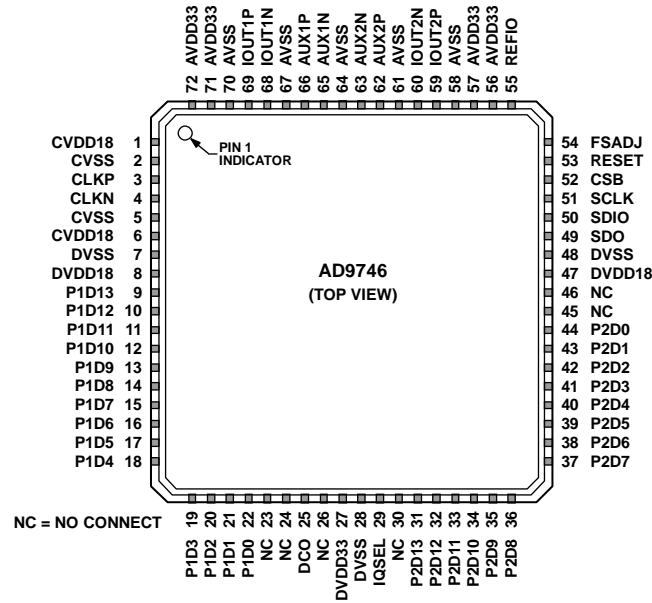 72 AVDD33
71 AVDD33
70 AVSS
69 IOUT1P
68 IOUT1N
67 AVSS
66 AUX1P
65 AUX1N
64 AVSS
63 AUX2N
62 AUX2P
61 AVSS
60 IOUT2N
59 IOUT2P
58 AVSS
57 AVDD33
56 AVDD33
55 REFIO
CVDD18 1
CVSS 2
CLKP 3
CLKN 4
CVSS 5
CVDD18 6
DVSS 7
DVDD18 8
P1D13 9
P1D12 10
P1D11 11
P1D10 12
P1D9 13
P1D8 14
P1D7 15
P1D6 16
P1D5 17
P1D4 18
PIN 1
INDICATOR
AD9746
(TOP VIEW)
54 FSADJ
53 RESET
52 CSB
51 SCLK
50 SDIO
49 SDO
48 DVSS
47 DVDD18
46 NC
45 NC
44 P2D0
43 P2D1
42 P2D2
41 P2D3
40 P2D4
39 P2D5
38 P2D6
37 P2D7
NC = NO CONNECT
P1D3 19
P1D2 20
P1D1 21
P1D0 22
NC 23
NC 24
DCO 25
NC 26
DVDD33 27
DVSS 28
IQSEL 29
NC 30
P2D13 31
P2D12 32
P2D11 33
P2D10 34
P2D9 35
P2D8 36